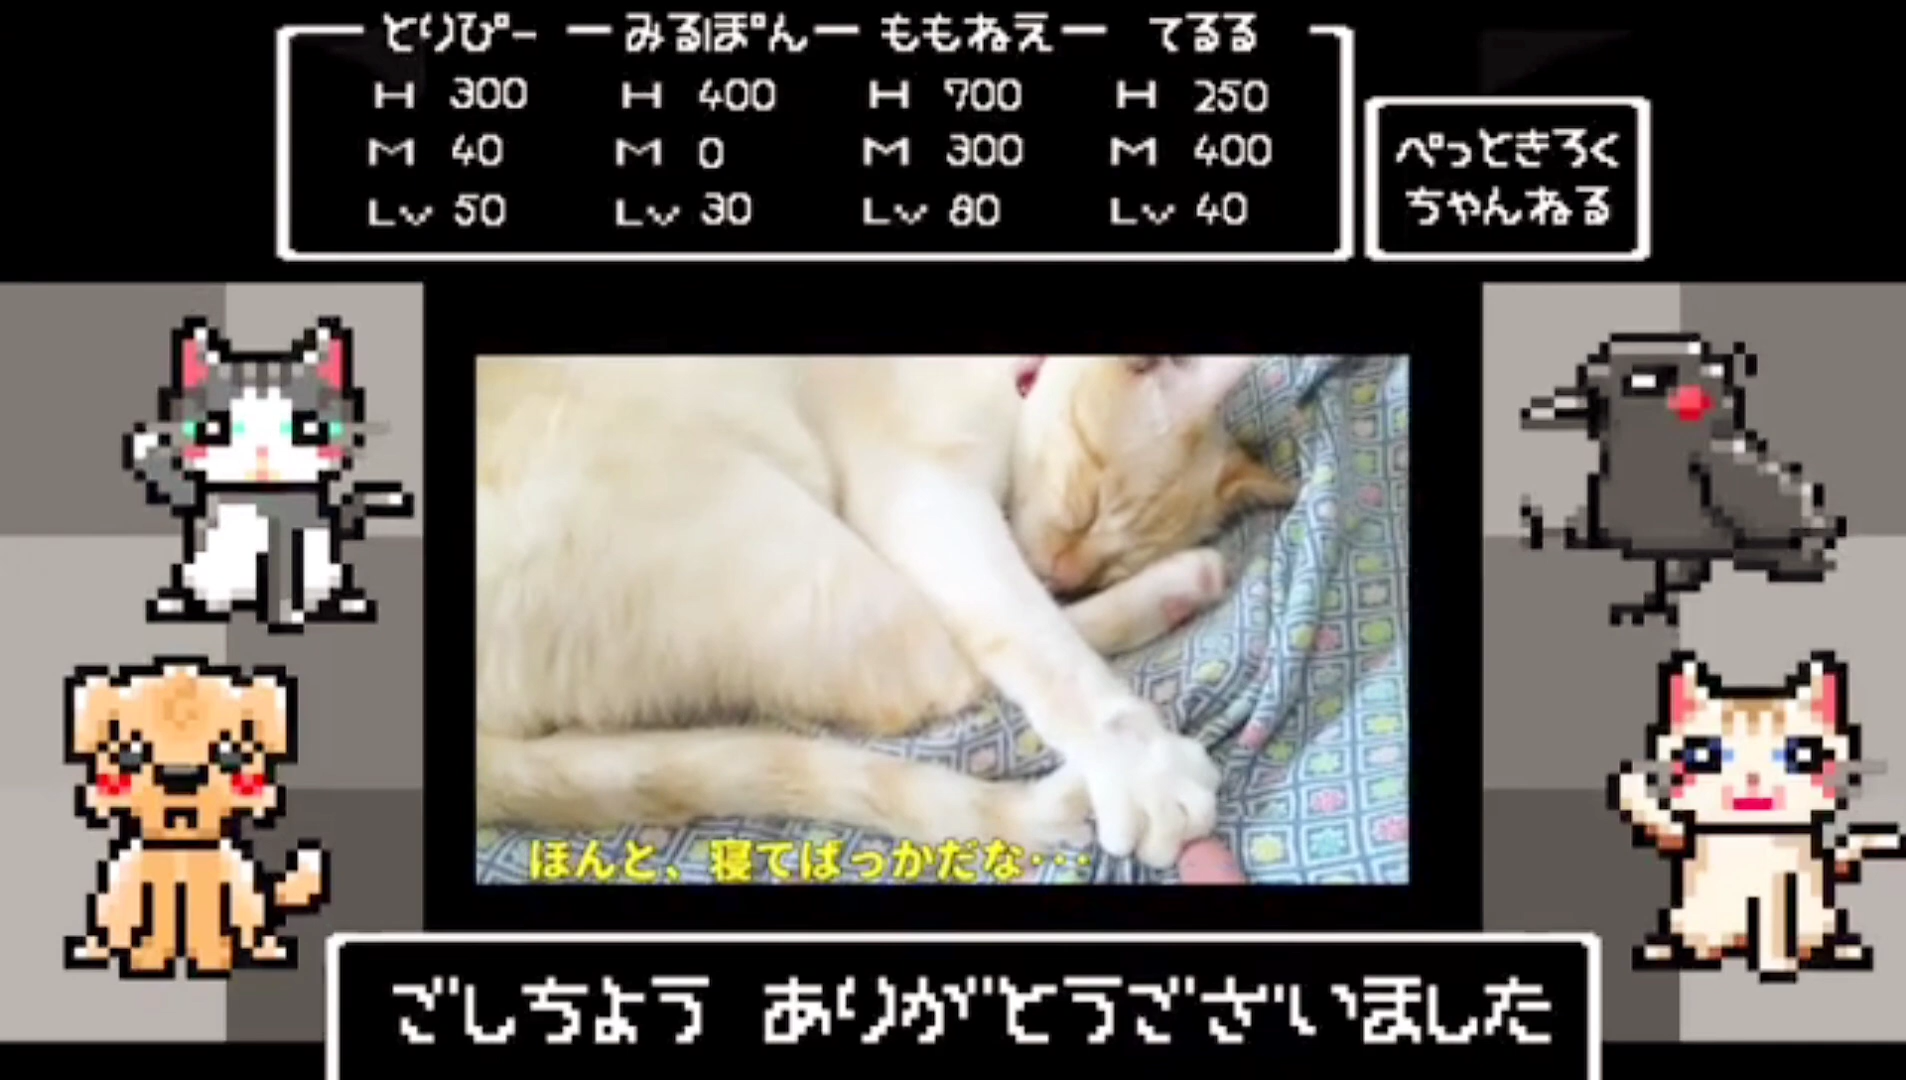 とりぴー みるぽん ももねえ てるる
H 300 H 400 H 700 H 250
M 40 M 0 M 300 M 400
Lv 50 Lv 30 Lv 80 Lv 40
ぺっときろく
ちゃんねる
ほんと、寝てばっかだな･･･
ごしちょう ありがとうございました